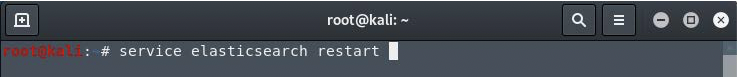 root@kali: ~
root@kali:~# service elasticsearch restart